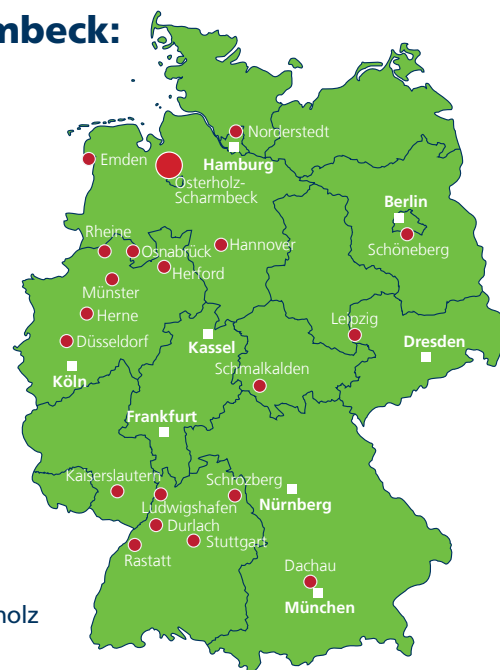 mbeck:
Norderstedt
Hamburg
Emden
Osterholz-
Scharmbeck
Berlin
Schöneberg
Rheine
Osnabrück
Hannover
Herford
Münster
Herne
Düsseldorf
Köln
Kassel
Leipzig
Dresden
Schmalkalden
Frankfurt
Kaiserslautern
Schrozberg
Ludwigshafen
Nürnberg
Durlach
Stuttgart
Rastatt
Dachau
München
holz